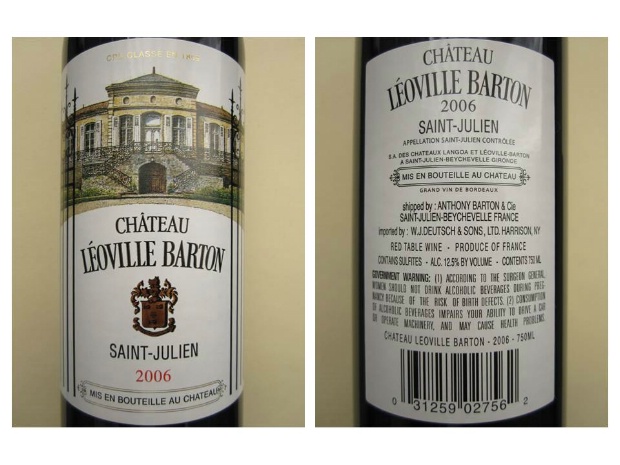 CRU CLASSÉ EN 1855
CHÂTEAU
LÉOVILLE BARTON
SAINT-JULIEN
2006
MIS EN BOUTEILLE AU CHATEAU
CHÂTEAU
LÉOVILLE BARTON
2006
SAINT-JULIEN
APPELLATION SAINT-JULIEN CONTRÔLÉE
S.A. DES CHATEAUX LANGOA ET LÉOVILLE-BARTON
A SAINT-JULIEN-BEYCHEVELLE GIRONDE
MIS EN BOUTEILLE AU CHATEAU
GRAND VIN DE BORDEAUX
shipped by : ANTHONY BARTON & Cie
SAINT-JULIEN-BEYCHEVELLE FRANCE
imported by : W.J.DEUTSCH & SONS, LTD. HARRISON, NY
RED TABLE WINE - PRODUCE OF FRANCE
CONTAINS SULFITES - ALC. 12.5% BY VOLUME - CONTENTS 750 ML
GOVERNMENT WARNING: (1) ACCORDING TO THE SURGEON GENERAL,
WOMEN SHOULD NOT DRINK ALCOHOLIC BEVERAGES DURING PREG
NANCY BECAUSE OF THE RISK OF BIRTH DEFECTS. (2) CONSUMPTION
OF ALCOHOLIC BEVERAGES IMPAIRS YOUR ABILITY TO DRIVE A CAR
OR OPERATE MACHINERY, AND MAY CAUSE HEALTH PROBLEMS.
CHATEAU LEOVILLE BARTON - 2006 - 750ML
0 31259 02756 2